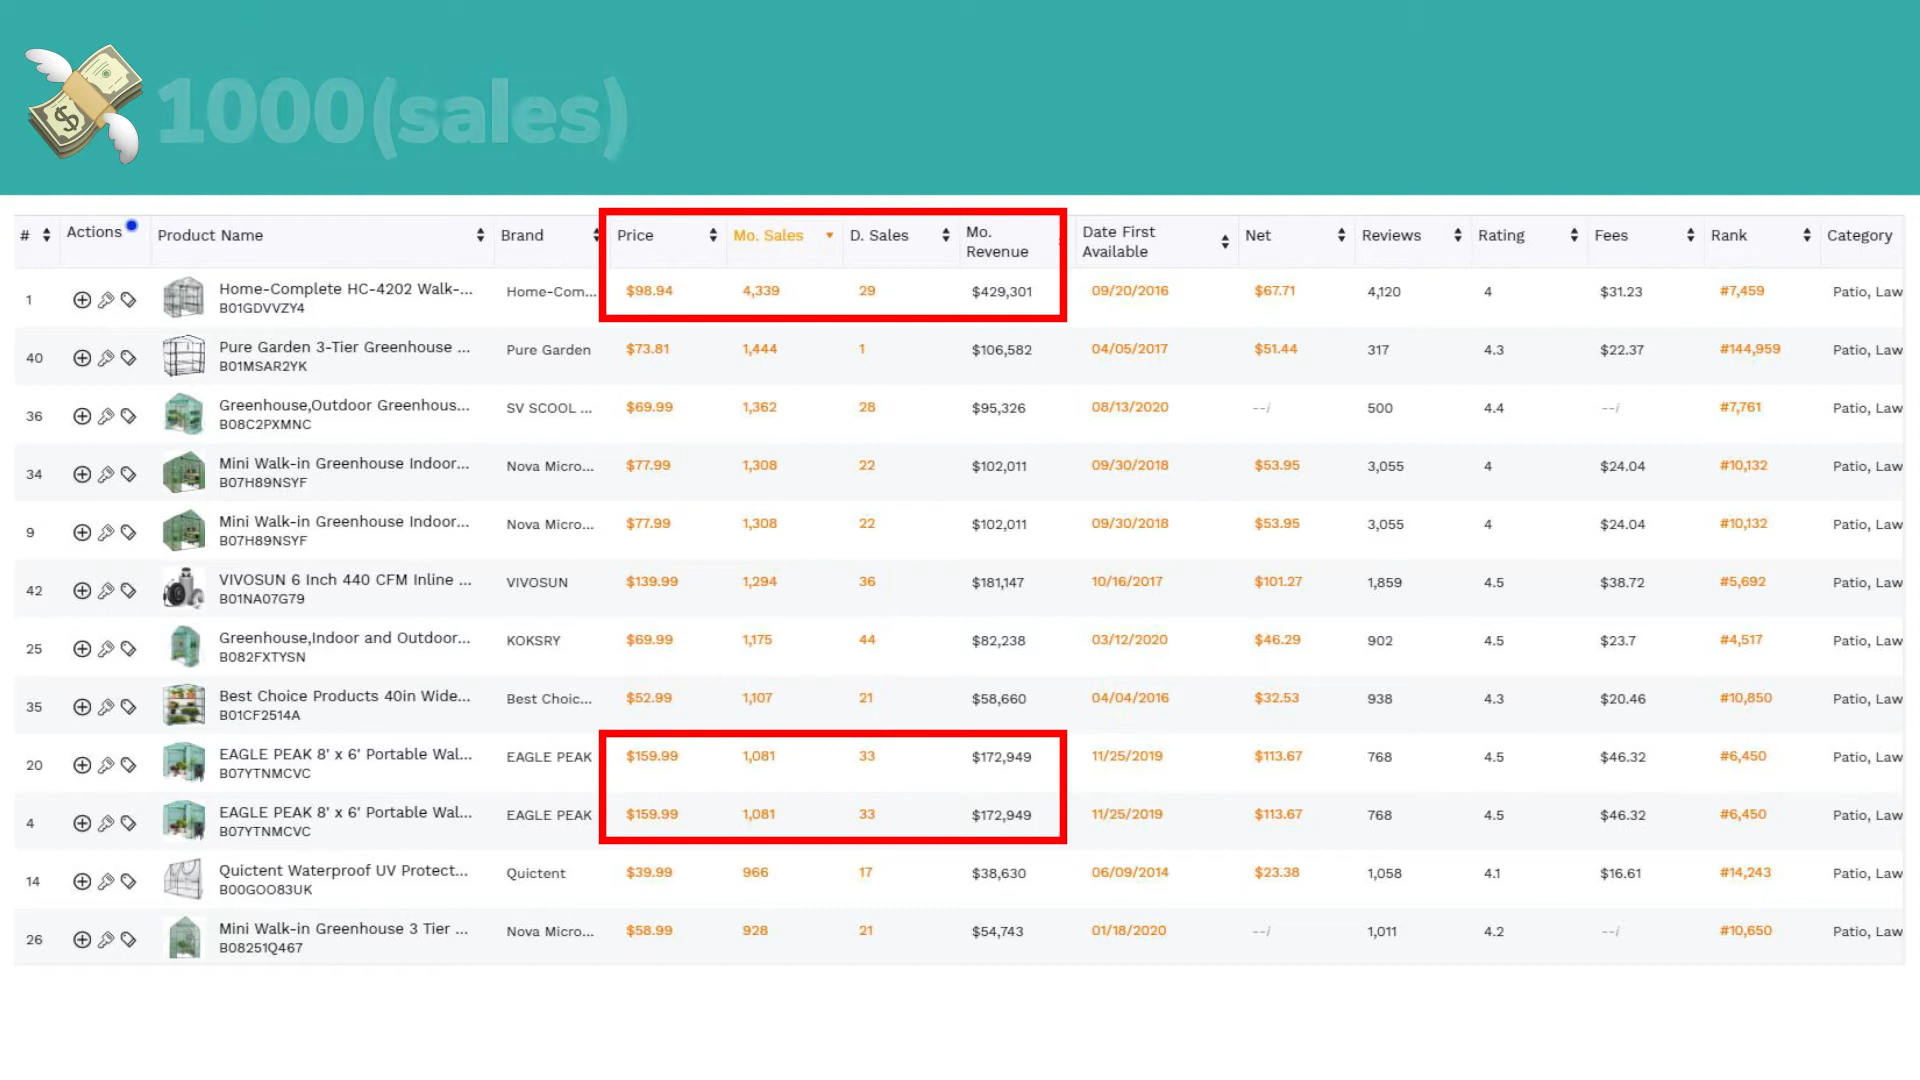 1000(sales)
# Actions Product Name Brand Price Mo. Sales D. Sales Mo. Revenue Date First Available Net Reviews Rating Fees Rank Category
1 Home-Complete HC-4202 Walk-... B01GDVVZY4 Home-Com... $98.94 4,339 29 $429,301 09/20/2016 $67.71 4,120 4 $31.23 #7,459 Patio, Law
40 Pure Garden 3-Tier Greenhouse ... B01MSAR2YK Pure Garden $73.81 1,444 1 $106,582 04/05/2017 $51.44 317 4.3 $22.37 #144,959 Patio, Law
36 Greenhouse,Outdoor Greenhous... B08C2PXMNC SV SCOOL ... $69.99 1,362 28 $95,326 08/13/2020 --i 500 4.4 --i #7,761 Patio, Law
34 Mini Walk-in Greenhouse Indoor... B07H89NSYF Nova Micro... $77.99 1,308 22 $102,011 09/30/2018 $53.95 3,055 4 $24.04 #10,132 Patio, Law
9 Mini Walk-in Greenhouse Indoor... B07H89NSYF Nova Micro... $77.99 1,308 22 $102,011 09/30/2018 $53.95 3,055 4 $24.04 #10,132 Patio, Law
42 VIVOSUN 6 Inch 440 CFM Inline ... B01NA07G79 VIVOSUN $139.99 1,294 36 $181,147 10/16/2017 $101.27 1,859 4.5 $38.72 #5,692 Patio, Law
25 Greenhouse,Indoor and Outdoor... B082FXTYSN KOKSRY $69.99 1,175 44 $82,238 03/12/2020 $46.29 902 4.5 $23.7 #4,517 Patio, Law
35 Best Choice Products 40in Wide... B01CF2514A Best Choic... $52.99 1,107 21 $58,660 04/04/2016 $32.53 938 4.3 $20.46 #10,850 Patio, Law
20 EAGLE PEAK 8' x 6' Portable Wal... B07YTNMCVC EAGLE PEAK $159.99 1,081 33 $172,949 11/25/2019 $113.67 768 4.5 $46.32 #6,450 Patio, Law
4 EAGLE PEAK 8' x 6' Portable Wal... B07YTNMCVC EAGLE PEAK $159.99 1,081 33 $172,949 11/25/2019 $113.67 768 4.5 $46.32 #6,450 Patio, Law
14 Quictent Waterproof UV Protect... B00GOO83UK Quictent $39.99 966 17 $38,630 06/09/2014 $23.38 1,058 4.1 $16.61 #14,243 Patio, Law
26 Mini Walk-in Greenhouse 3 Tier ... B08251Q467 Nova Micro... $58.99 928 21 $54,743 01/18/2020 --i 1,011 4.2 --i #10,650 Patio, Law